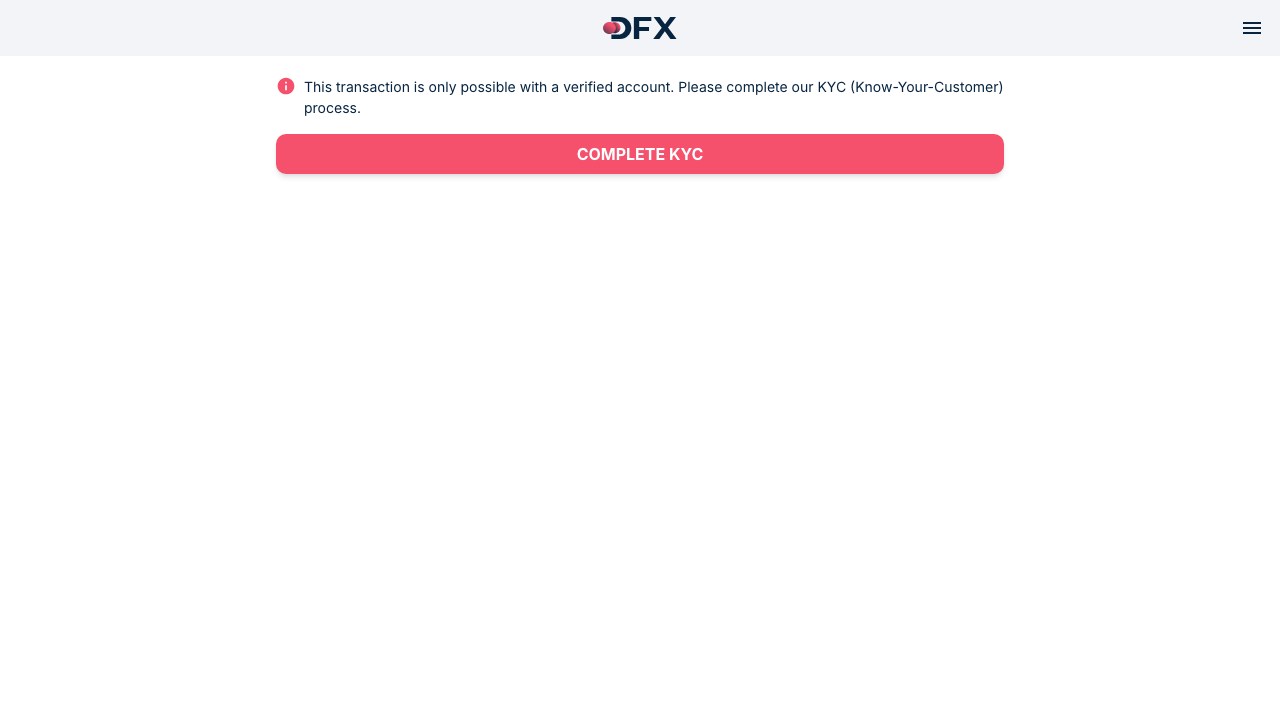 DFX
This transaction is only possible with a verified account. Please complete our KYC (Know-Your-Customer)
process.
COMPLETE KYC